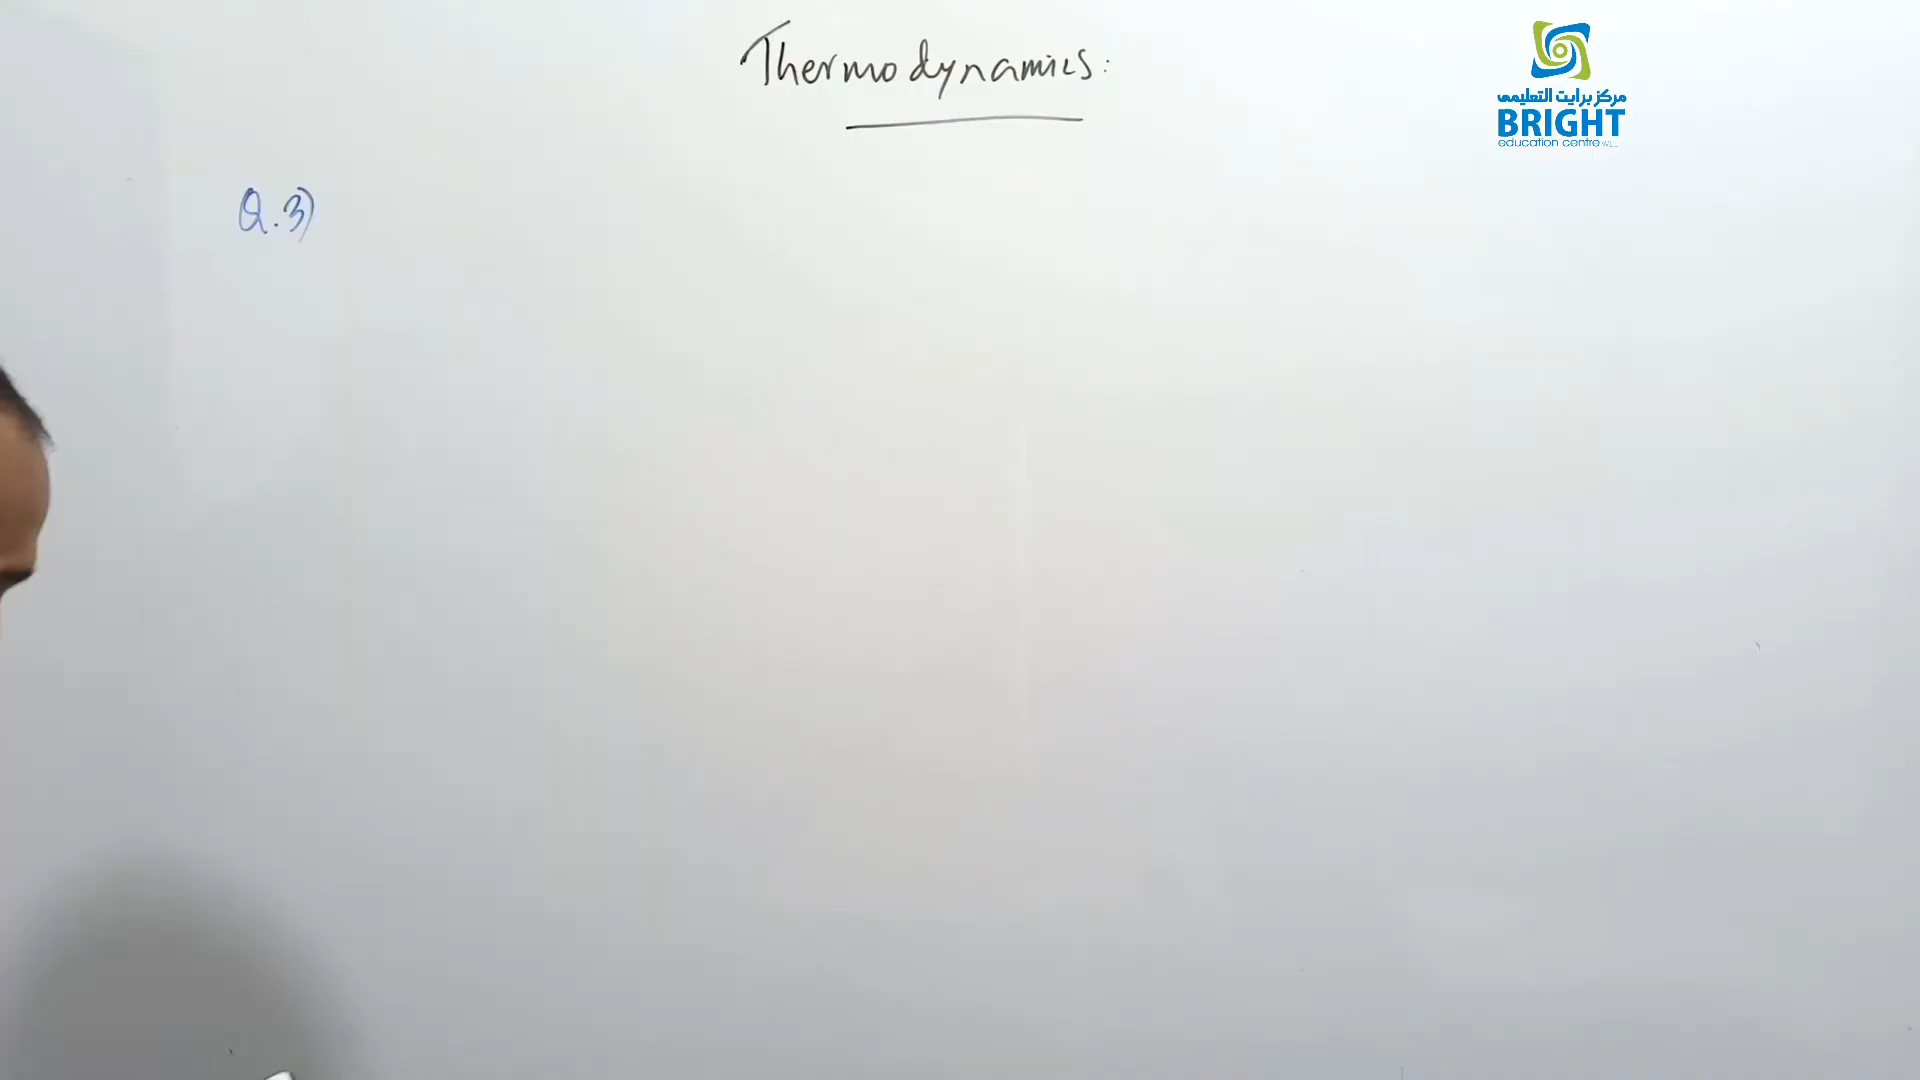 Thermodynamics:
مركز برايت التعليمي
BRIGHT
education centre W.L.L
Q.3)